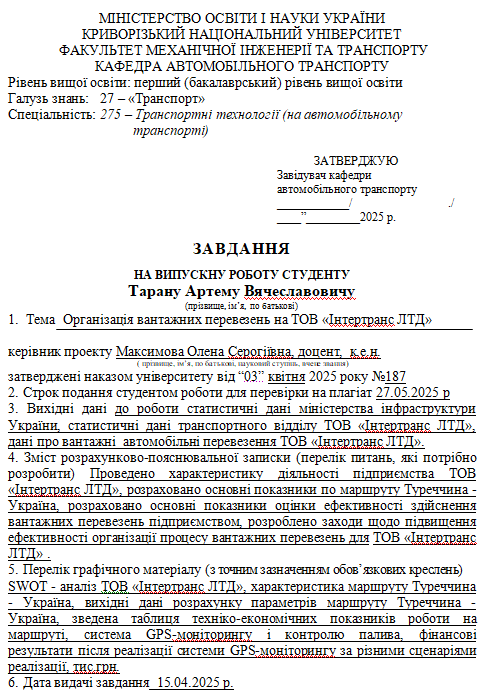 МІНІСТЕРСТВО ОСВІТИ І НАУКИ УКРАЇНИ
КРИВОРІЗЬКИЙ НАЦІОНАЛЬНИЙ УНІВЕРСИТЕТ
ФАКУЛЬТЕТ МЕХАНІЧНОЇ ІНЖЕНЕРІЇ ТА ТРАНСПОРТУ
КАФЕДРА АВТОМОБІЛЬНОГО ТРАНСПОРТУ
Рівень вищої освіти: перший (бакалаврський) рівень вищої освіти
Галузь знань: 27 – «Транспорт»
Спеціальність: 275 – Транспортні технології (на автомобільному
транспорті)
ЗАТВЕРДЖУЮ
Завідувач кафедри
автомобільного транспорту
_____________/ ./
____”__________2025 р.
ЗАВДАННЯ
НА ВИПУСКНУ РОБОТУ СТУДЕНТУ
Тарану Артему Вячеславовичу
(прізвище, ім’я, по батькові)
1. Тема Організація вантажних перевезень на ТОВ «Інтертранс ЛТД»
керівник проекту Максимова Олена Серогіївна, доцент, к.е.н.
( прізвище, ім’я, по батькові, науковий ступінь, вчене звання)
затверджені наказом університету від “03” квітня 2025 року №187
2. Строк подання студентом роботи для перевірки на плагіат 27.05.2025 р
3. Вихідні дані до роботи статистичні дані міністерства інфраструктури
України, статистичні дані транспортного відділу ТОВ «Інтертранс ЛТД»,
дані про вантажні автомобільні перевезення ТОВ «Інтертранс ЛТД».
4. Зміст розрахунково-пояснювальної записки (перелік питань, які потрібно
розробити) Проведено характеристику діяльності підприємства ТОВ
«Інтертранс ЛТД», розраховано основні показники по маршруту Туреччина -
Україна, розраховано основні показники оцінки ефективності здійснення
вантажних перевезень підприємством, розроблено заходи щодо підвищення
ефективності організації процесу вантажних перевезень для ТОВ «Інтертранс
ЛТД» .
5. Перелік графічного матеріалу (з точним зазначенням обов’язкових креслень)
SWOT - аналіз ТОВ «Інтертранс ЛТД», характеристика маршруту Туреччина
- Україна, вихідні дані розрахунку параметрів маршруту Туреччина -
Україна, зведена таблиця техніко-економічних показників роботи на
маршруті, система GPS-моніторингу і контролю палива, фінансові
результати після реалізації системи GPS-моніторингу за різними сценаріями
реалізації, тис.грн.
6. Дата видачі завдання 15.04.2025 р.